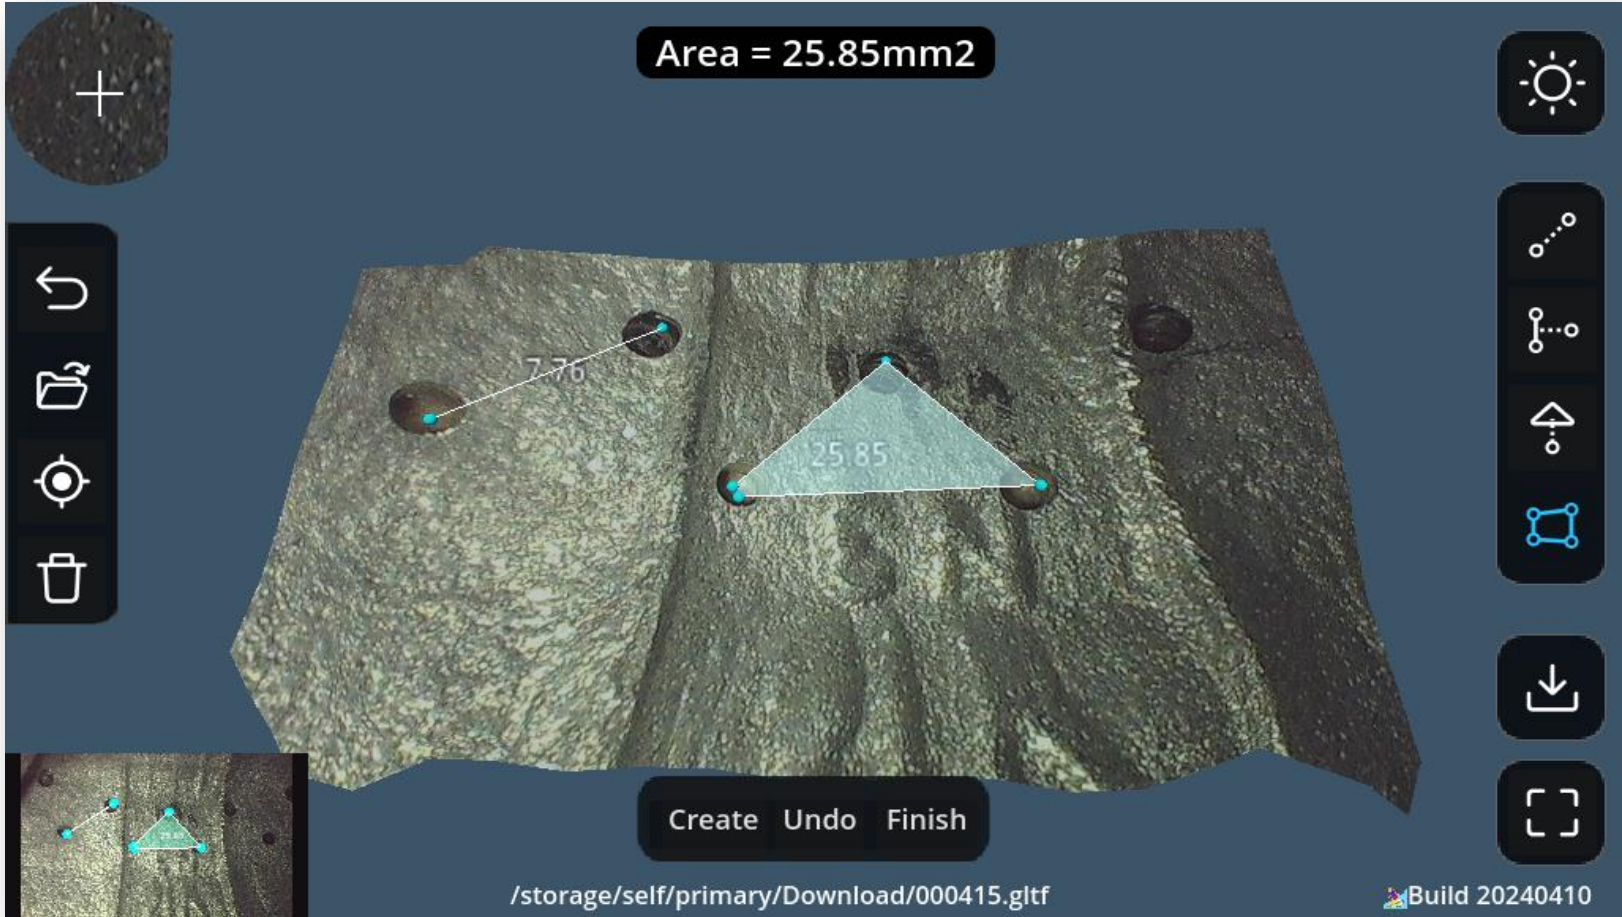 Area = 25.85mm2
7.76
25.85
Create Undo Finish
/storage/self/primary/Download/000415.gltf
Build 20240410